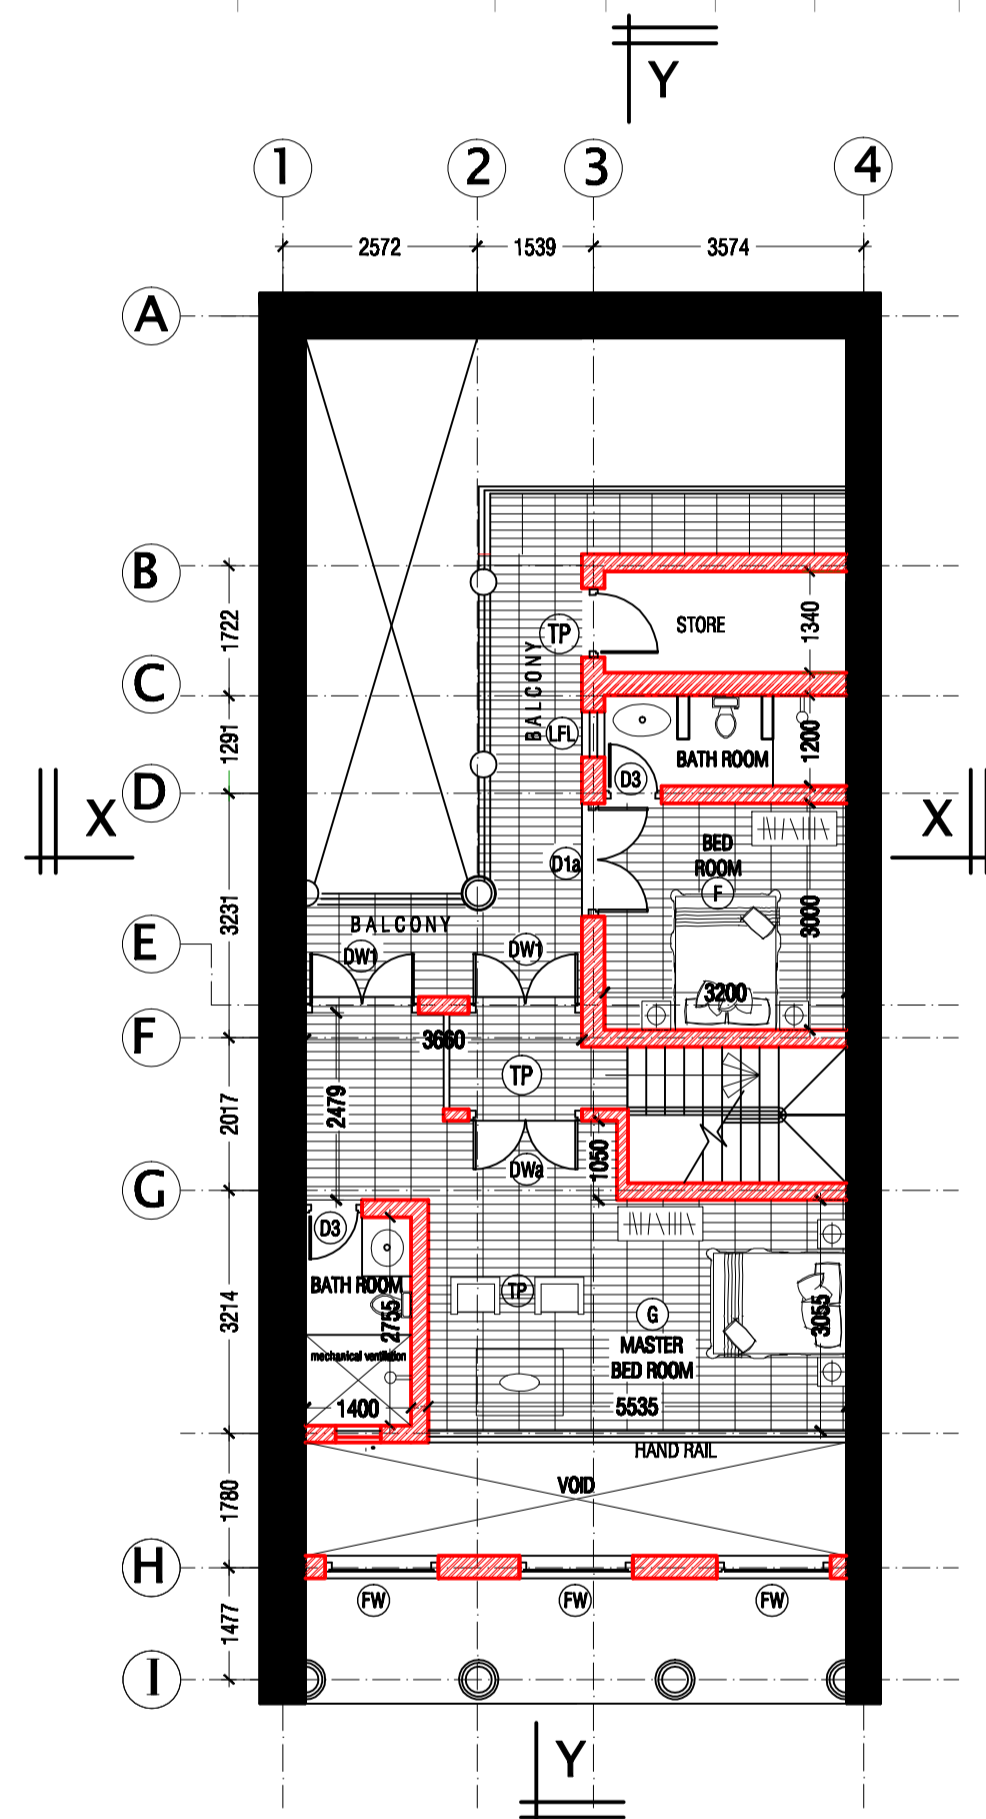 Y
1 2 3 4
2572 1539 3574
A
B
TP
STORE
1340
1722
BALCONY
C
LFL
1291
BATH ROOM
1200
D3
D
X
X
D1a
BED
ROOM
F
3000
3231
BALCONY
E
DW1
DW1
3200
F
3660
TP
2479
2017
DWa
1050
G
D3
BATH ROOM
TP
G
3214
2755
3055
MASTER
BED ROOM
mechanical ventilation
1400
5535
HAND RAIL
VOID
1780
H
FW
FW
FW
1477
I
Y